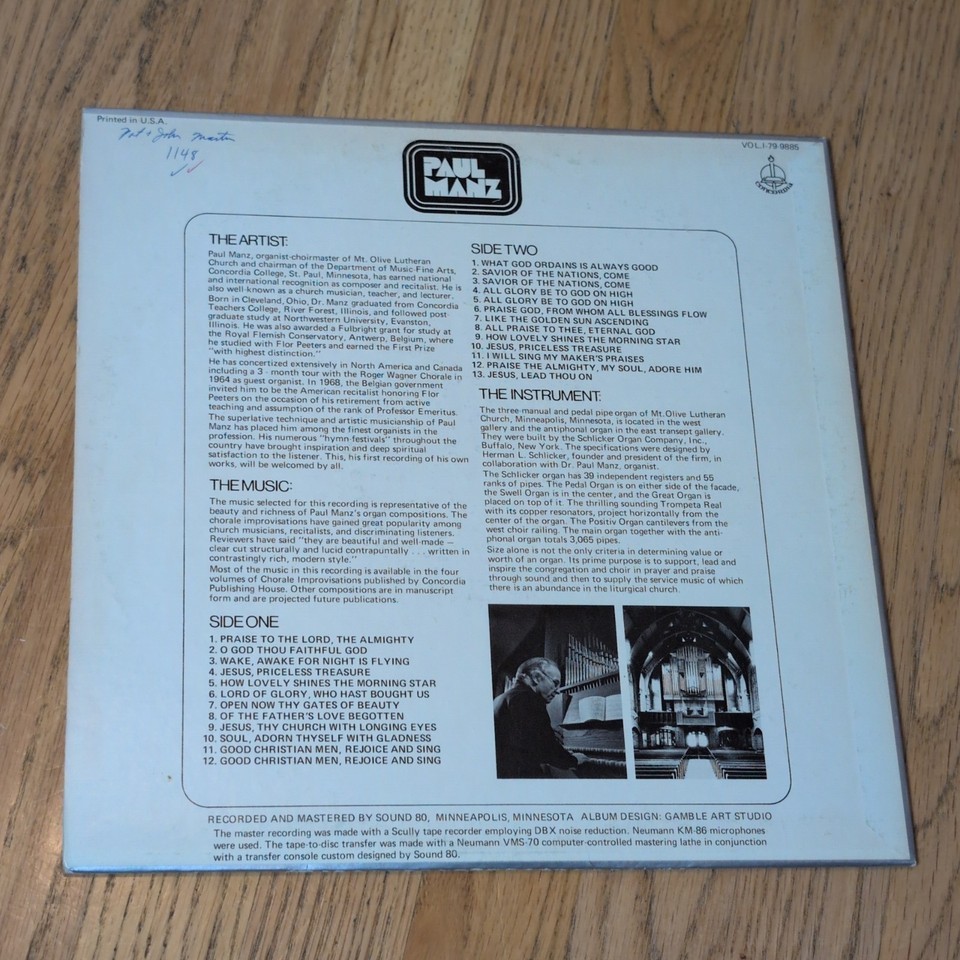 Printed in U.S.A.
1148
VOL.I-79-9885
PAUL
MANZ
CONCORDIA
THE ARTIST:
Paul Manz, organist-choirmaster of Mt. Olive Lutheran
Church and chairman of the Department of Music-Fine Arts,
Concordia College, St. Paul, Minnesota, has earned national
and international recognition as composer and recitalist. He is
also well-known as a church musician, teacher, and lecturer.
Born in Cleveland, Ohio, Dr. Manz graduated from Concordia
Teachers College, River Forest, Illinois, and followed post-
graduate study at Northwestern University, Evanston,
Illinois. He was also awarded a Fulbright grant for study at
the Royal Flemish Conservatory, Antwerp, Belgium, where
he studied with Flor Peeters and earned the First Prize
"with highest distinction."
He has concertized extensively in North America and Canada
including a 3 - month tour with the Roger Wagner Chorale in
1964 as guest organist. In 1968, the Belgian government
invited him to be the American recitalist honoring Flor
Peeters on the occasion of his retirement from active
teaching and assumption of the rank of Professor Emeritus.
The superlative technique and artistic musicianship of Paul
Manz has placed him among the finest organists in the
profession. His numerous "hymn festivals" throughout the
country have brought inspiration and deep spiritual
satisfaction to the listener. This, his first recording of his own
works, will be welcomed by all.
THE MUSIC:
The music selected for this recording is representative of the
beauty and richness of Paul Manz's organ compositions. The
chorale improvisations have gained great popularity among
church musicians, recitalists, and discriminating listeners.
Reviewers have said "they are beautiful and well-made —
clear cut structurally and lucid contrapuntally . . . written in
contrastingly rich, modern style."
Most of the music in this recording is available in the four
volumes of Chorale Improvisations published by Concordia
Publishing House. Other compositions are in manuscript
form and are projected future publications.
SIDE ONE
1. PRAISE TO THE LORD, THE ALMIGHTY
2. O GOD THOU FAITHFUL GOD
3. WAKE, AWAKE FOR NIGHT IS FLYING
4. JESUS, PRICELESS TREASURE
5. HOW LOVELY SHINES THE MORNING STAR
6. LORD OF GLORY, WHO HAST BOUGHT US
7. OPEN NOW THY GATES OF BEAUTY
8. OF THE FATHER'S LOVE BEGOTTEN
9. JESUS, THY CHURCH WITH LONGING EYES
10. SOUL, ADORN THYSELF WITH GLADNESS
11. GOOD CHRISTIAN MEN, REJOICE AND SING
12. GOOD CHRISTIAN MEN, REJOICE AND SING
SIDE TWO
1. WHAT GOD ORDAINS IS ALWAYS GOOD
2. SAVIOR OF THE NATIONS, COME
3. SAVIOR OF THE NATIONS, COME
4. ALL GLORY BE TO GOD ON HIGH
5. ALL GLORY BE TO GOD ON HIGH
6. PRAISE GOD, FROM WHOM ALL BLESSINGS FLOW
7. LIKE THE GOLDEN SUN ASCENDING
8. ALL PRAISE TO THEE, ETERNAL GOD
9. HOW LOVELY SHINES THE MORNING STAR
10. JESUS, PRICELESS TREASURE
11. I WILL SING MY MAKER'S PRAISES
12. PRAISE THE ALMIGHTY, MY SOUL, ADORE HIM
13. JESUS, LEAD THOU ON
THE INSTRUMENT:
The three-manual and pedal pipe organ of Mt. Olive Lutheran
Church, Minneapolis, Minnesota, is located in the west
gallery and the antiphonal organ in the east transept gallery.
They were built by the Schlicker Organ Company, Inc.,
Buffalo, New York. The specifications were designed by
Herman L. Schlicker, founder and president of the firm, in
collaboration with Dr. Paul Manz, organist.
The Schlicker organ has 39 independent registers and 55
ranks of pipes. The Pedal Organ is on either side of the facade,
the Swell Organ is in the center, and the Great Organ is
placed on top of it. The thrilling sounding Trompeta Real
with its copper resonators, project horizontally from the
center of the organ. The Positiv Organ cantilevers from the
west choir railing. The main organ together with the anti-
phonal organ totals 3,065 pipes.
Size alone is not the only criteria in determining value or
worth of an organ. Its prime purpose is to support, lead and
inspire the congregation and choir in prayer and praise
through sound and then to supply the service music of which
there is an abundance in the liturgical church.
RECORDED AND MASTERED BY SOUND 80, MINNEAPOLIS, MINNESOTA ALBUM DESIGN: GAMBLE ART STUDIO
The master recording was made with a Scully tape recorder employing DBX noise reduction. Neumann KM-86 microphones
were used. The tape-to-disc transfer was made with a Neumann VMS-70 computer-controlled mastering lathe in conjunction
with a transfer console custom designed by Sound 80.